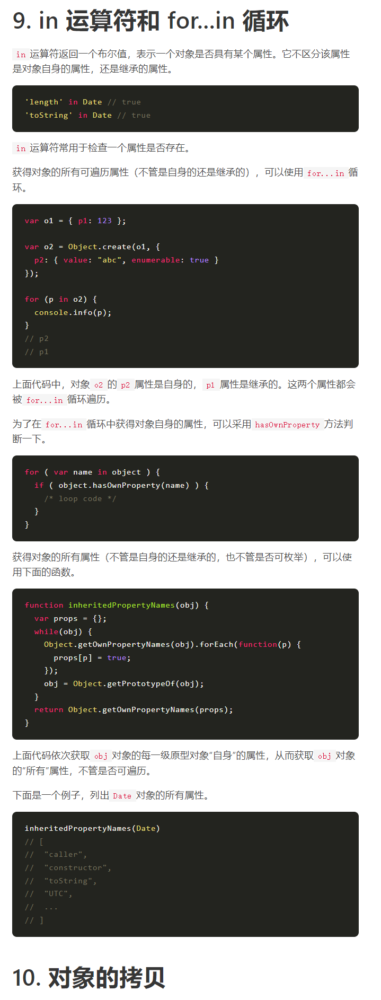 9. in 运算符和 for…in 循环
in 运算符返回一个布尔值，表示一个对象是否具有某个属性。它不区分该属性
是对象自身的属性，还是继承的属性。
'length' in Date // true
'toString' in Date // true
in 运算符常用于检查一个属性是否存在。
获得对象的所有可遍历属性（不管是自身的还是继承的），可以使用 for...in 循
环。
var o1 = { p1: 123 };
var o2 = Object.create(o1, {
  p2: { value: "abc", enumerable: true }
});
for (p in o2) {
  console.info(p);
}
// p2
// p1
上面代码中，对象 o2 的 p2 属性是自身的， p1 属性是继承的。这两个属性都会
被 for...in 循环遍历。
为了在 for...in 循环中获得对象自身的属性，可以采用 hasOwnProperty 方法判
断一下。
for ( var name in object ) {
  if ( object.hasOwnProperty(name) ) {
    /* loop code */
  }
}
获得对象的所有属性（不管是自身的还是继承的，也不管是否可枚举），可以使
用下面的函数。
function inheritedPropertyNames(obj) {
  var props = {};
  while(obj) {
    Object.getOwnPropertyNames(obj).forEach(function(p) {
      props[p] = true;
    });
    obj = Object.getPrototypeOf(obj);
  }
  return Object.getOwnPropertyNames(props);
}
上面代码依次获取 obj 对象的每一级原型对象“自身”的属性，从而获取 obj 对象
的“所有”属性，不管是否可遍历。
下面是一个例子，列出 Date 对象的所有属性。
inheritedPropertyNames(Date)
// [
//  "caller",
//  "constructor",
//  "toString",
//  "UTC",
//  ...
// ]
10. 对象的拷贝